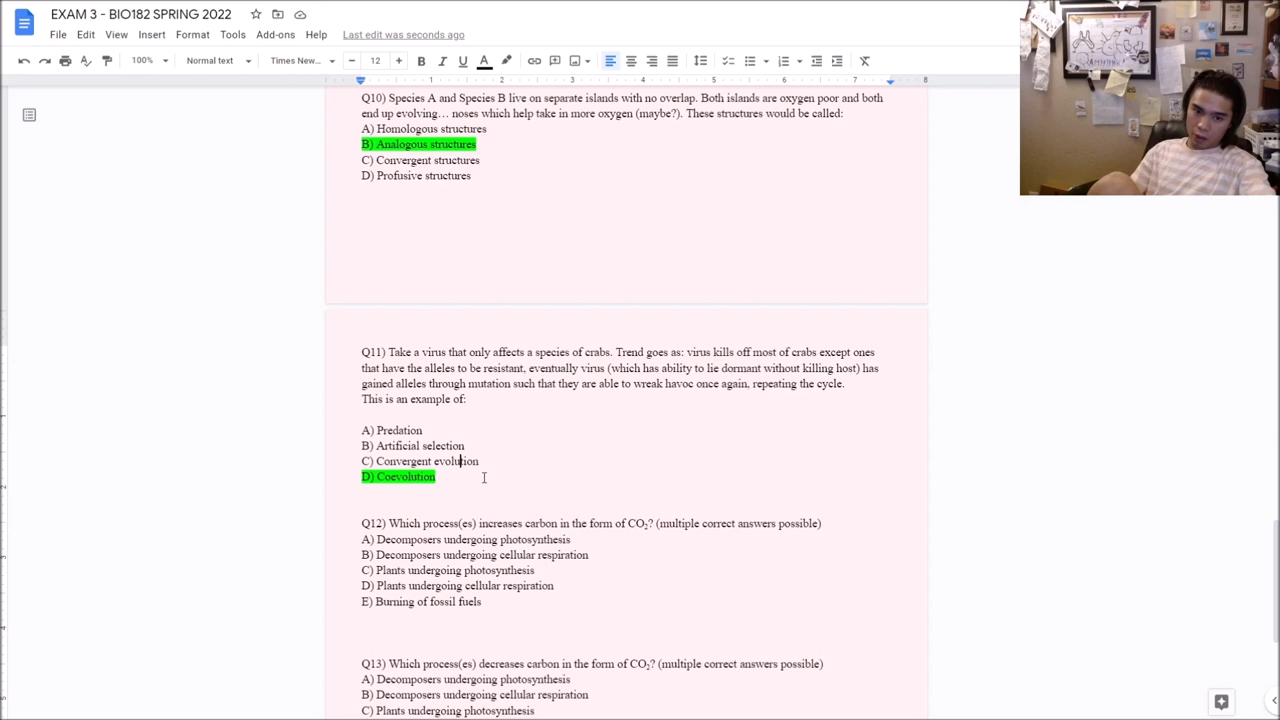 EXAM 3 - BIO182 SPRING 2022
File Edit View Insert Format Tools Add-ons Help Last edit was seconds ago
100% Normal text Times New... 12 B I U A
1 2 3 4 5 6 7 8
Q10) Species A and Species B live on separate islands with no overlap. Both islands are oxygen poor and both
end up evolving… noses which help take in more oxygen (maybe?). These structures would be called:
A) Homologous structures
B) Analogous structures
C) Convergent structures
D) Profusive structures
Q11) Take a virus that only affects a species of crabs. Trend goes as: virus kills off most of crabs except ones
that have the alleles to be resistant, eventually virus (which has ability to lie dormant without killing host) has
gained alleles through mutation such that they are able to wreak havoc once again, repeating the cycle.
This is an example of:
A) Predation
B) Artificial selection
C) Convergent evolution
D) Coevolution
Q12) Which process(es) increases carbon in the form of CO₂? (multiple correct answers possible)
A) Decomposers undergoing photosynthesis
B) Decomposers undergoing cellular respiration
C) Plants undergoing photosynthesis
D) Plants undergoing cellular respiration
E) Burning of fossil fuels
Q13) Which process(es) decreases carbon in the form of CO₂? (multiple correct answers possible)
A) Decomposers undergoing photosynthesis
B) Decomposers undergoing cellular respiration
C) Plants undergoing photosynthesis